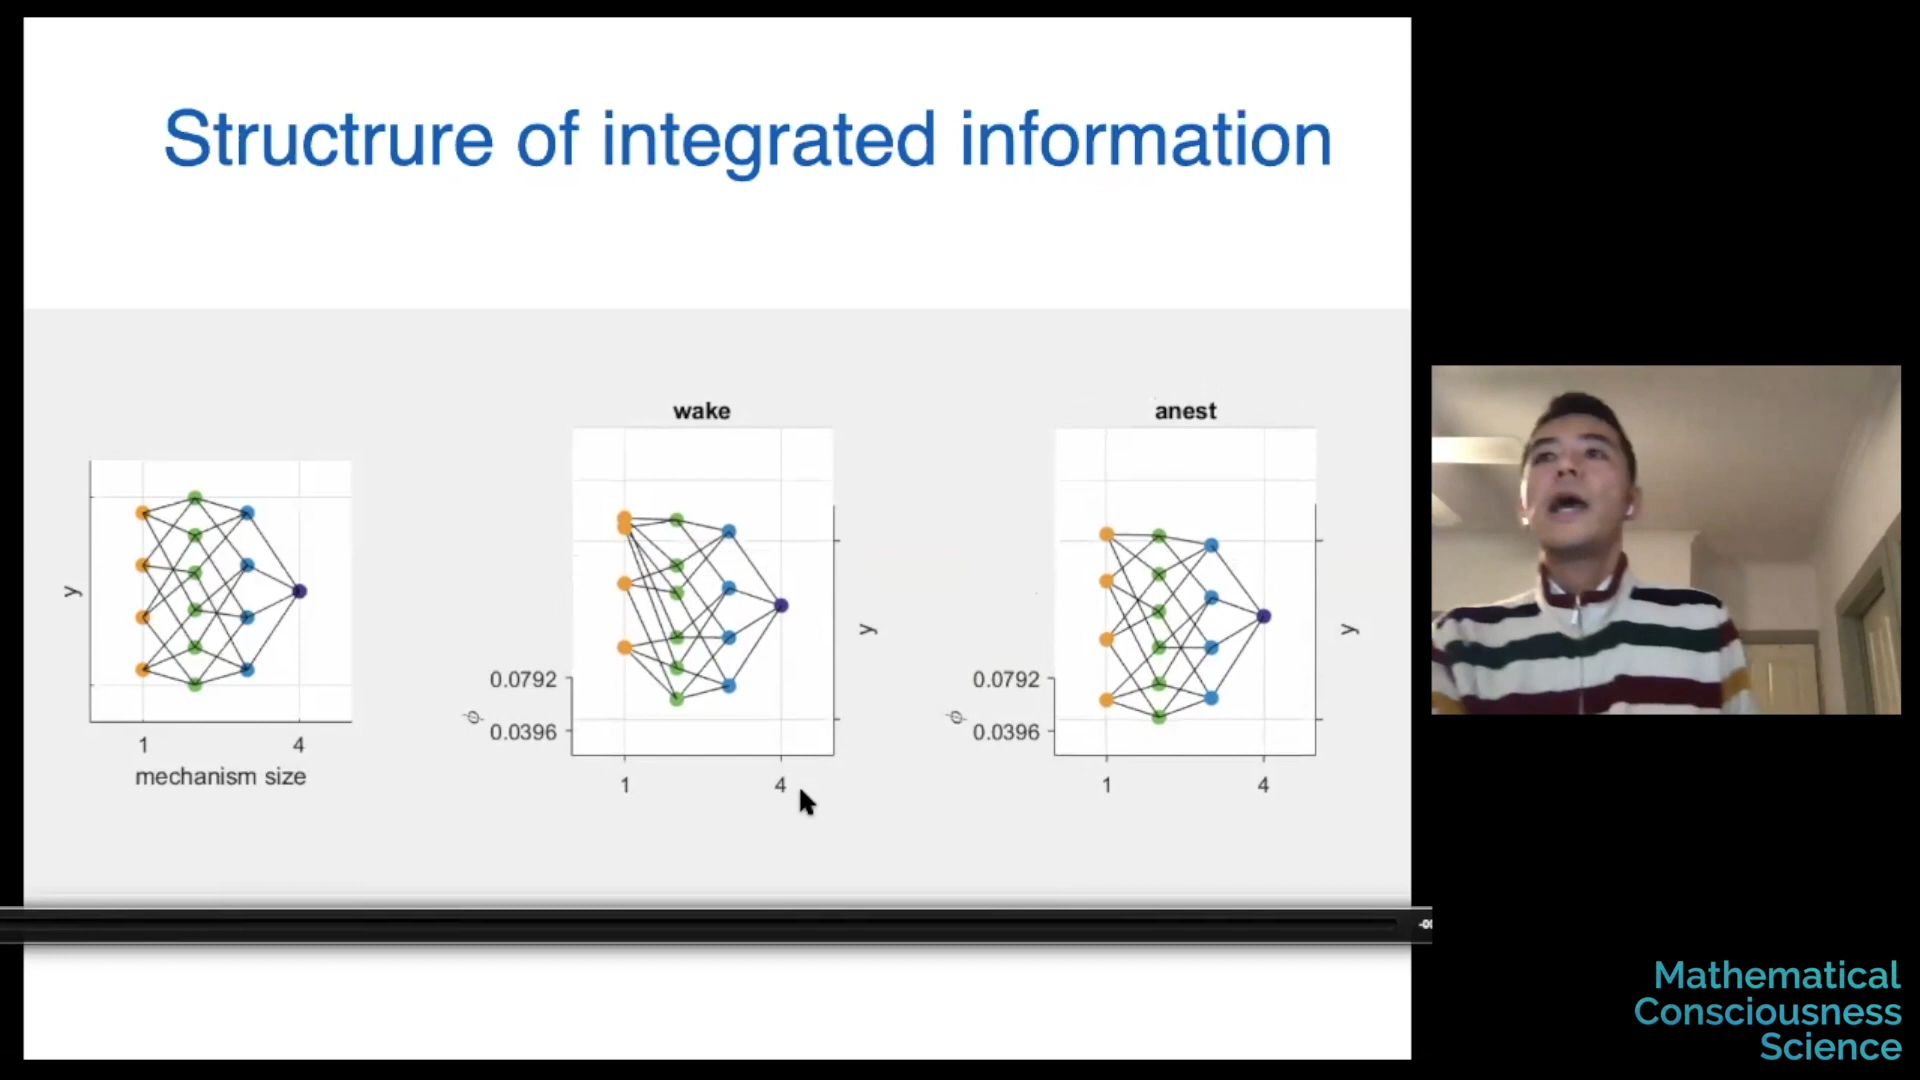 Structrure of integrated information
wake
anest
y
1
4
mechanism size
ϕ
0.0792
0.0396
1
4
y
ϕ
0.0792
0.0396
1
4
y
Mathematical
Consciousness
Science